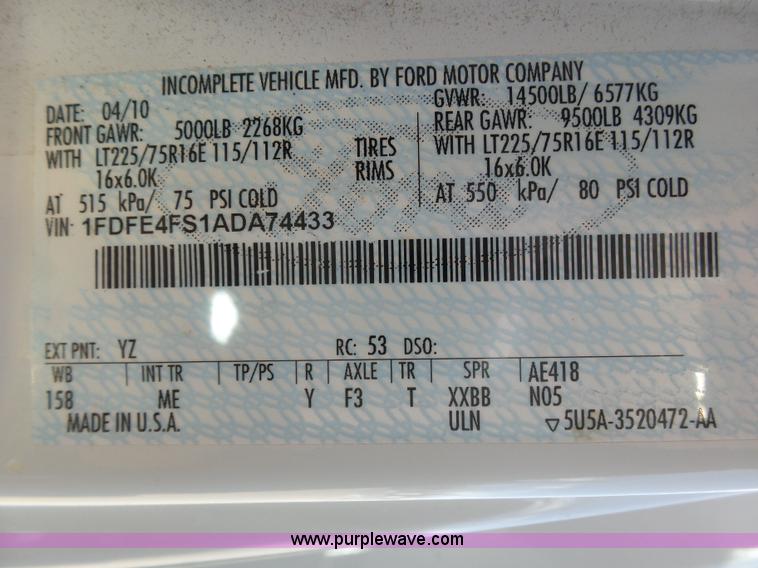 INCOMPLETE VEHICLE MFD. BY FORD MOTOR COMPANY
DATE: 04/10 GVWR: 14500LB/ 6577KG
FRONT GAWR: 5000LB 2268KG REAR GAWR: 9500LB 4309KG
WITH LT225/75R16E 115/112R TIRES WITH LT225/75R16E 115/112R
16x6.0K RIMS 16x6.0K
AT 515 kPa/ 75 PSI COLD AT 550 kPa/ 80 PSI COLD
VIN: 1FDFE4FS1ADA74433
EXT PNT: YZ RC: 53 DSO:
WB INT TR TP/PS R AXLE TR SPR AE418
158 ME Y F3 T XXBB N05
MADE IN U.S.A. ULN ▽5U5A-3520472-AA
www.purplewave.com